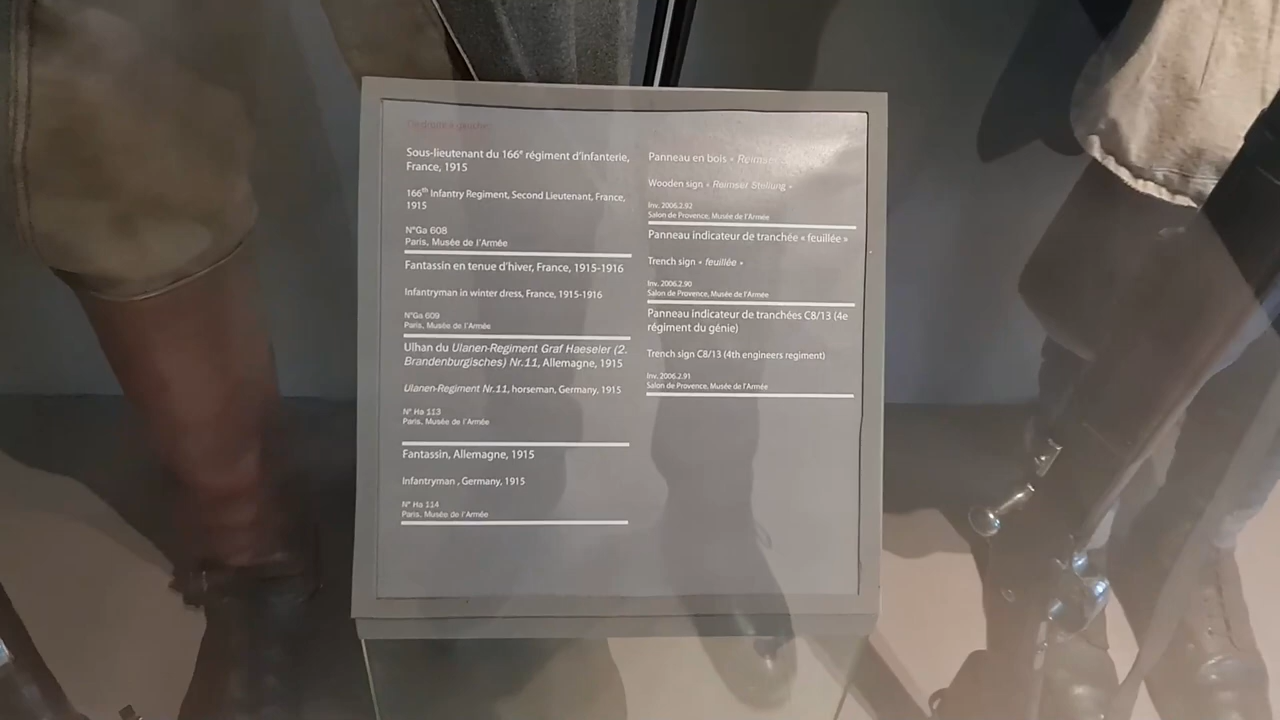 De droite à gauche
Sous-lieutenant du 166e régiment d'infanterie,
France, 1915
166th Infantry Regiment, Second Lieutenant, France,
1915
N°Ga 608
Paris, Musée de l'Armée
Fantassin en tenue d'hiver, France, 1915-1916
Infantryman in winter dress, France, 1915-1916
N°Ga 609
Paris, Musée de l'Armée
Ulhan du Ulanen-Regiment Graf Haeseler (2.
Brandenburgisches) Nr.11, Allemagne, 1915
Ulanen-Regiment Nr.11, horseman, Germany, 1915
N° Ha 113
Paris, Musée de l'Armée
Fantassin, Allemagne, 1915
Infantryman , Germany, 1915
N° Ha 114
Paris, Musée de l'Armée
Panneau en bois «
Wooden sign « Reimser Stellung »
Inv. 2006.2.92
Salon de Provence, Musée de l'Armée
Panneau indicateur de tranchée « feuillée »
Trench sign « feuillée »
Inv. 2006.2.90
Salon de Provence, Musée de l'Armée
Panneau indicateur de tranchées C8/13 (4e
régiment du génie)
Trench sign C8/13 (4th engineers regiment)
Inv. 2006.2.91
Salon de Provence, Musée de l'Armée